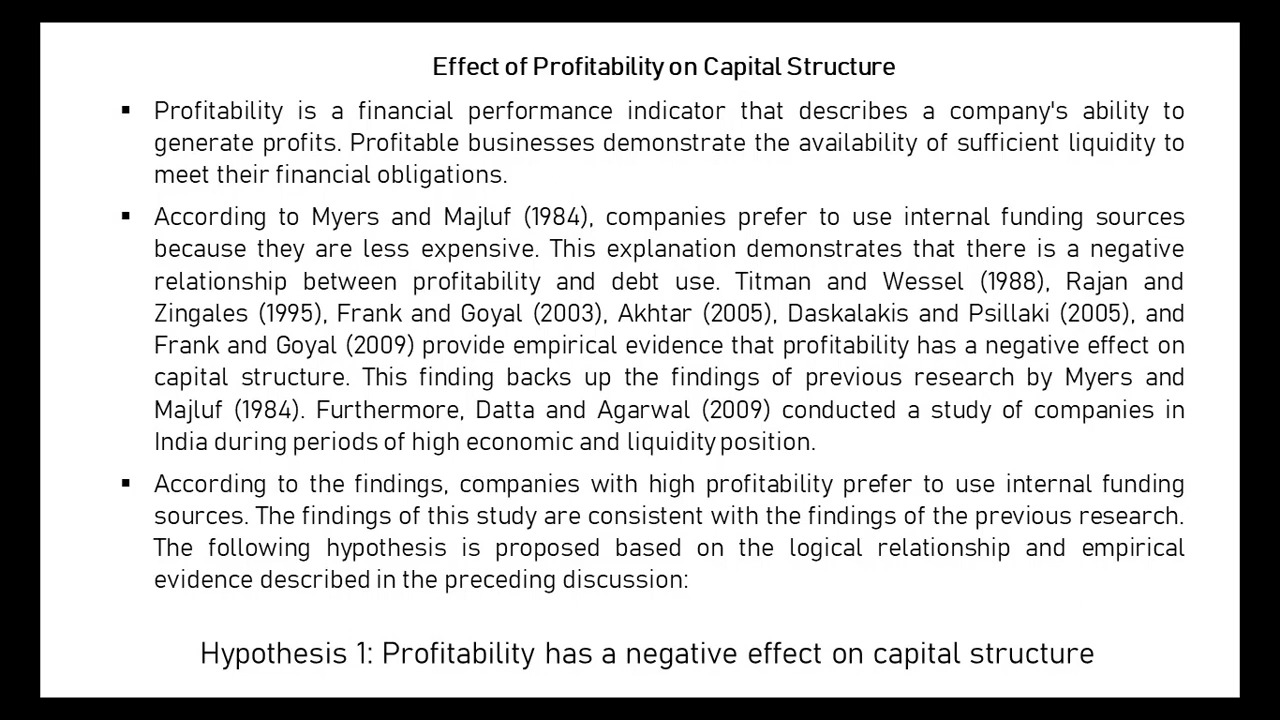 Effect of Profitability on Capital Structure
▪ Profitability is a financial performance indicator that describes a company's ability to
generate profits. Profitable businesses demonstrate the availability of sufficient liquidity to
meet their financial obligations.
▪ According to Myers and Majluf (1984), companies prefer to use internal funding sources
because they are less expensive. This explanation demonstrates that there is a negative
relationship between profitability and debt use. Titman and Wessel (1988), Rajan and
Zingales (1995), Frank and Goyal (2003), Akhtar (2005), Daskalakis and Psillaki (2005), and
Frank and Goyal (2009) provide empirical evidence that profitability has a negative effect on
capital structure. This finding backs up the findings of previous research by Myers and
Majluf (1984). Furthermore, Datta and Agarwal (2009) conducted a study of companies in
India during periods of high economic and liquidity position.
▪ According to the findings, companies with high profitability prefer to use internal funding
sources. The findings of this study are consistent with the findings of the previous research.
The following hypothesis is proposed based on the logical relationship and empirical
evidence described in the preceding discussion:
Hypothesis 1: Profitability has a negative effect on capital structure